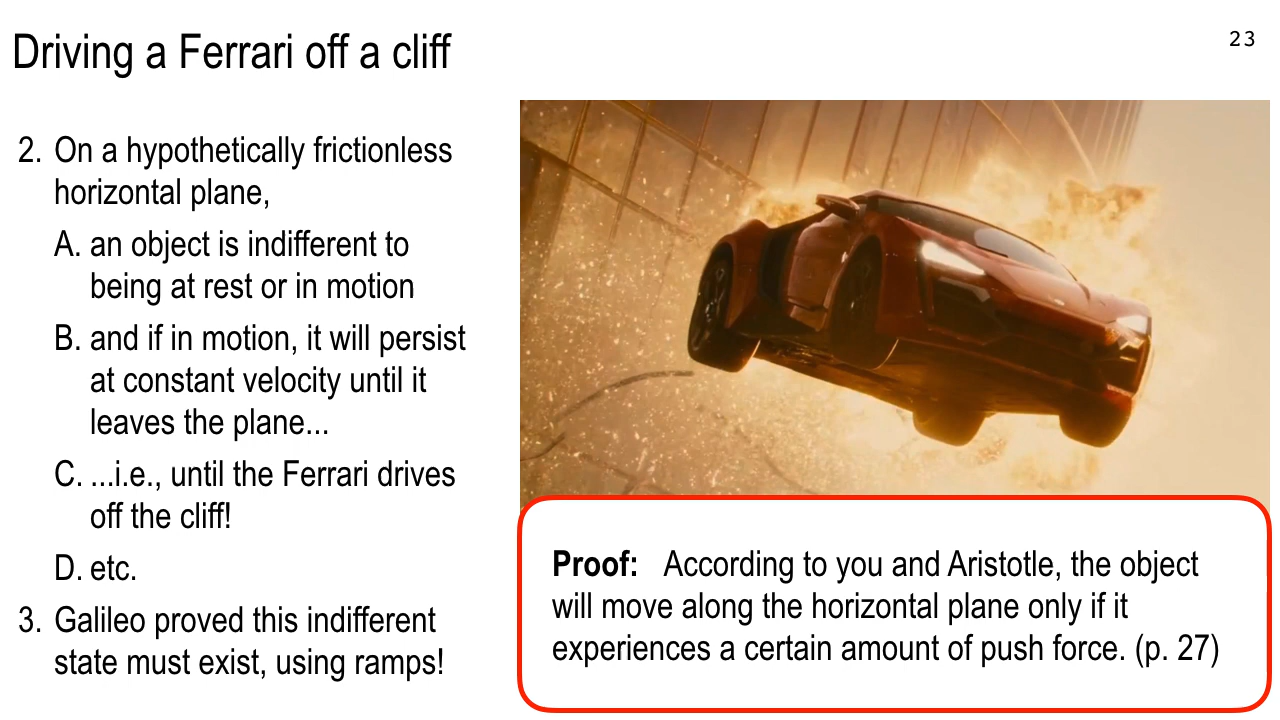 Driving a Ferrari off a cliff
23
2. On a hypothetically frictionless
horizontal plane,
A. an object is indifferent to
being at rest or in motion
B. and if in motion, it will persist
at constant velocity until it
leaves the plane...
C. ...i.e., until the Ferrari drives
off the cliff!
D. etc.
3. Galileo proved this indifferent
state must exist, using ramps!
Proof: According to you and Aristotle, the object
will move along the horizontal plane only if it
experiences a certain amount of push force. (p. 27)